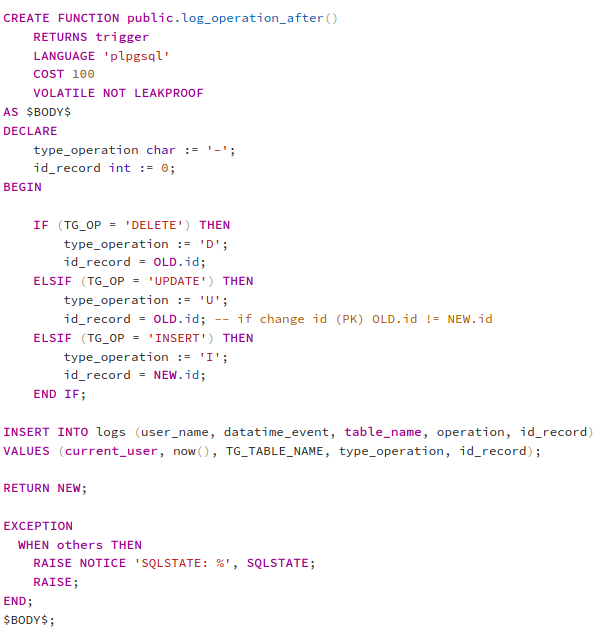 CREATE FUNCTION public.log_operation_after()
    RETURNS trigger
    LANGUAGE 'plpgsql'
    COST 100
    VOLATILE NOT LEAKPROOF
AS $BODY$
DECLARE
    type_operation char := '-';
    id_record int := 0;
BEGIN

    IF (TG_OP = 'DELETE') THEN
        type_operation := 'D';
        id_record = OLD.id;
    ELSIF (TG_OP = 'UPDATE') THEN
        type_operation := 'U';
        id_record = OLD.id; -- if change id (PK) OLD.id != NEW.id
    ELSIF (TG_OP = 'INSERT') THEN
        type_operation := 'I';
        id_record = NEW.id;
    END IF;

INSERT INTO logs (user_name, datatime_event, table_name, operation, id_record)
VALUES (current_user, now(), TG_TABLE_NAME, type_operation, id_record);

RETURN NEW;

EXCEPTION
  WHEN others THEN
    RAISE NOTICE 'SQLSTATE: %', SQLSTATE;
    RAISE;
END;
$BODY$;